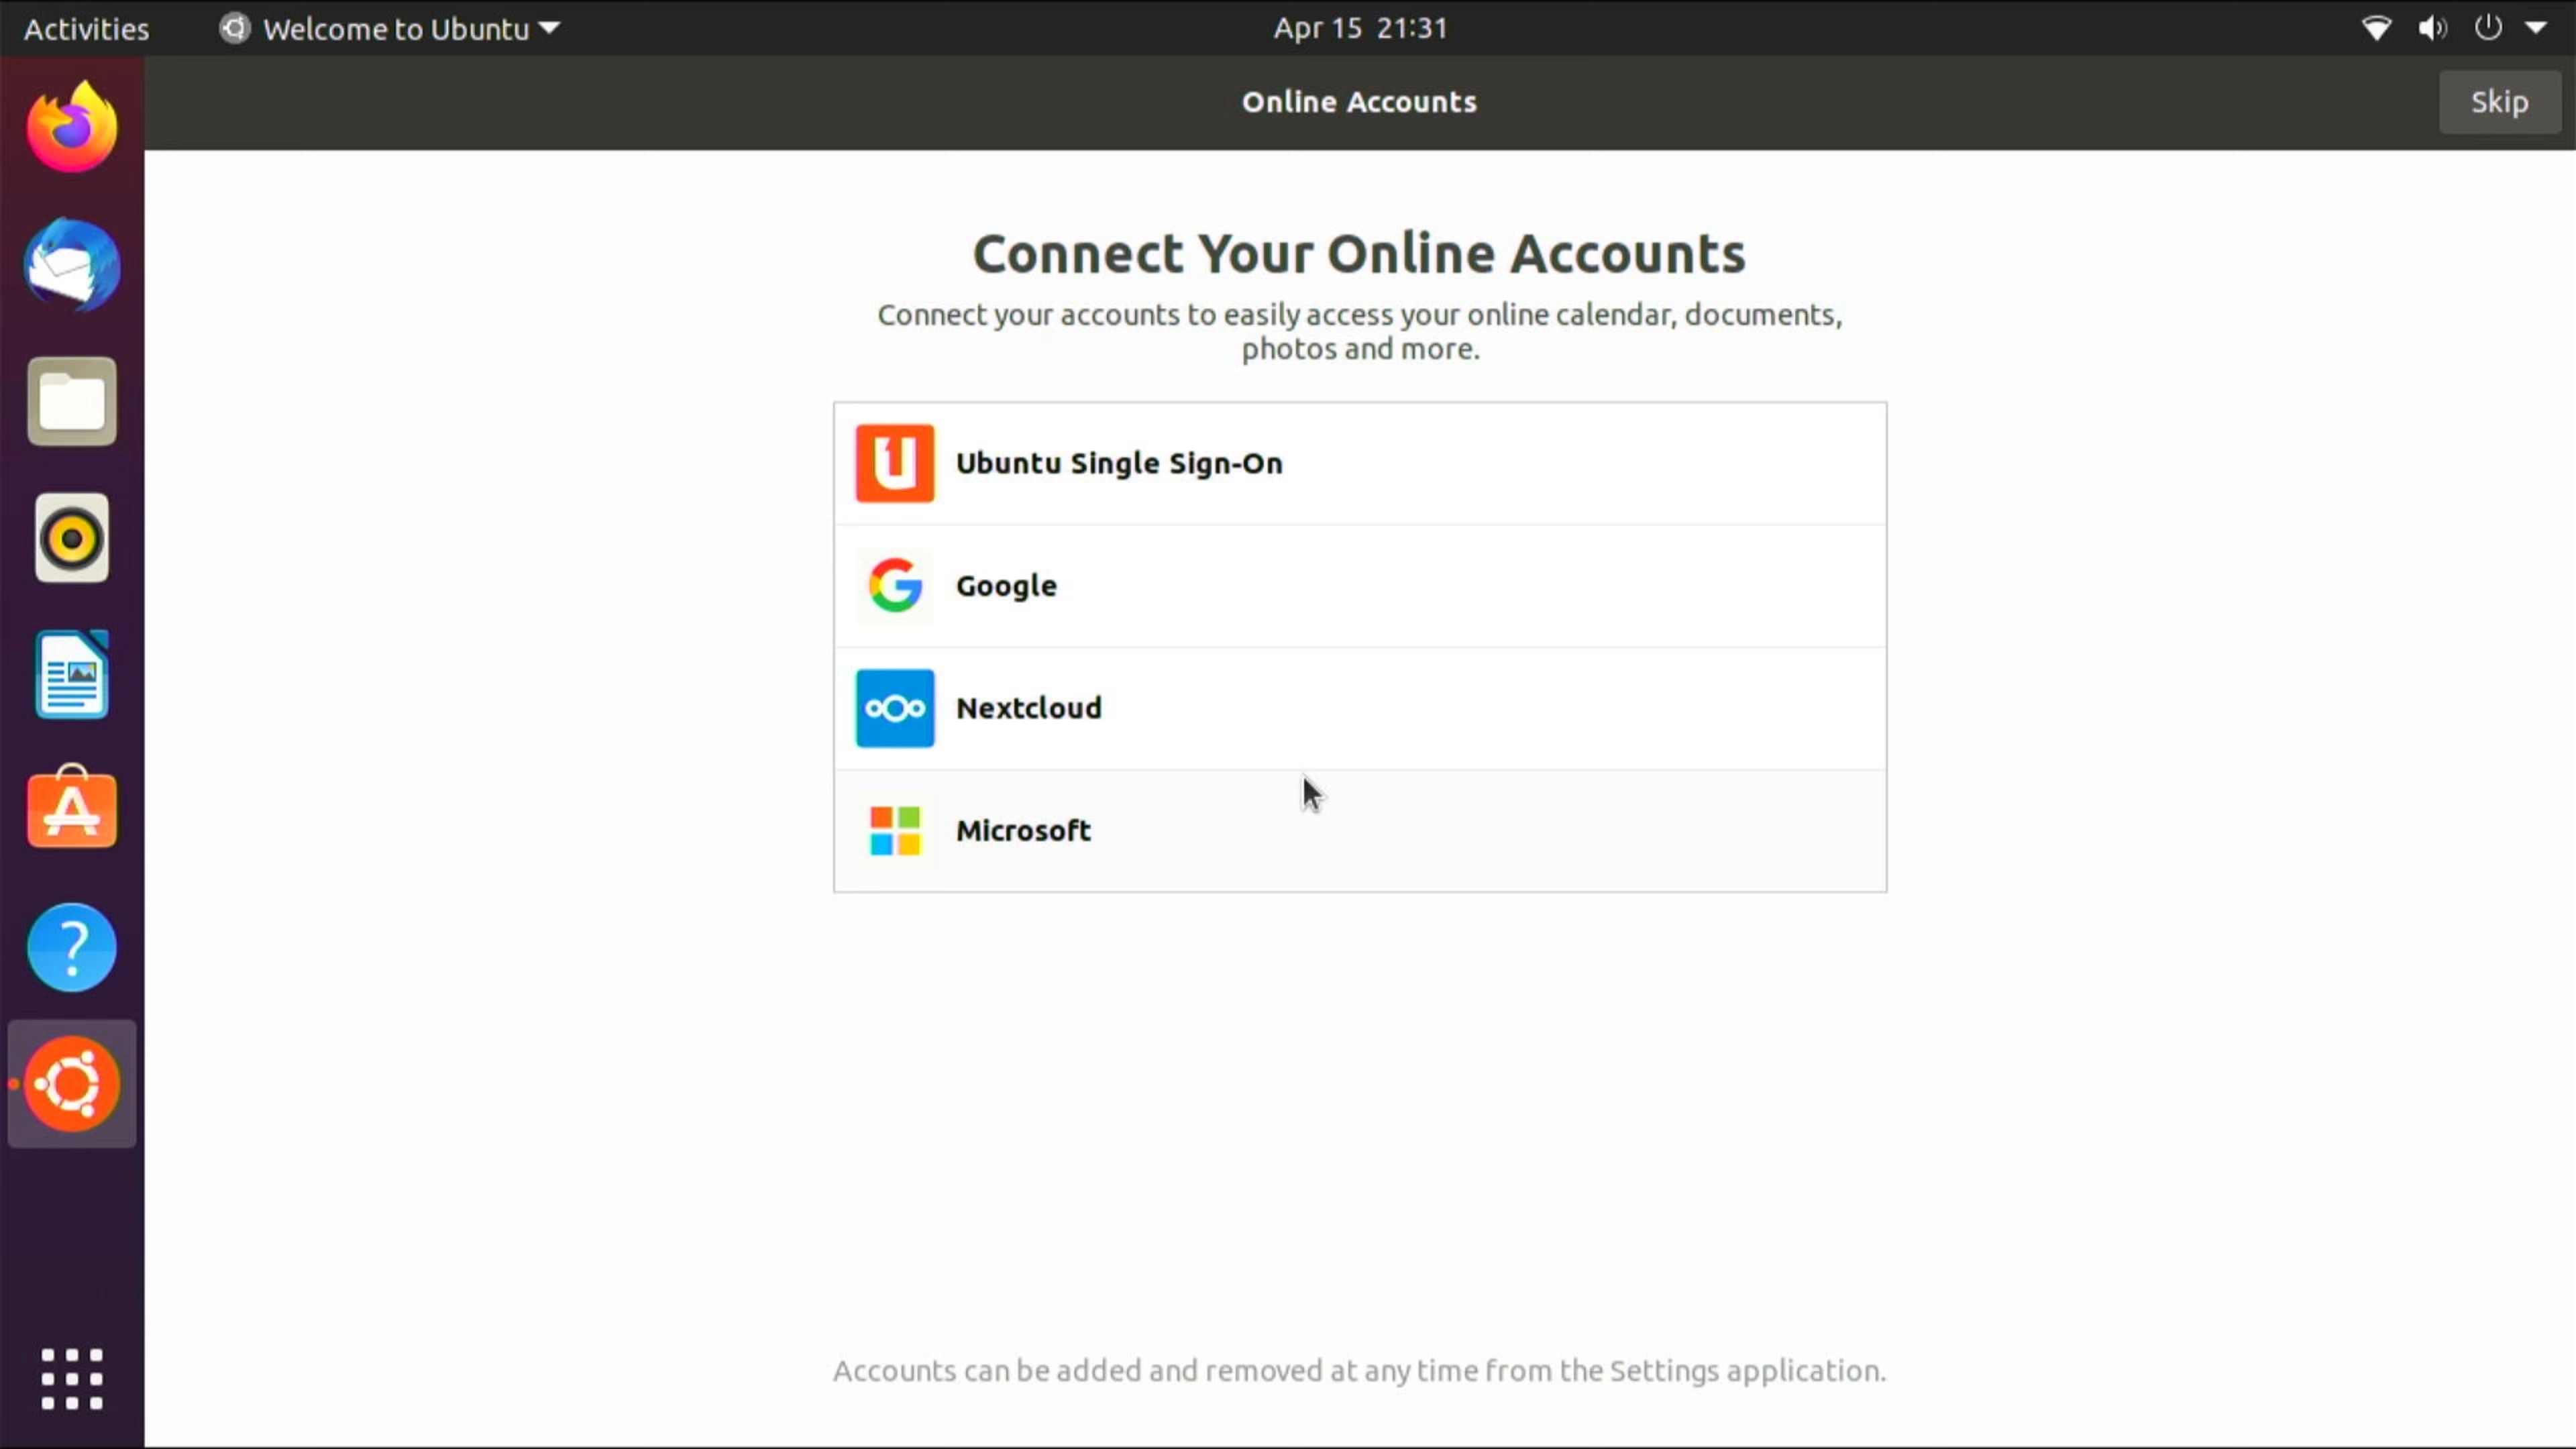 Activities
Welcome to Ubuntu
Apr 15 21:31
Online Accounts
Skip
Connect Your Online Accounts
Connect your accounts to easily access your online calendar, documents,
photos and more.
Ubuntu Single Sign-On
Google
Nextcloud
Microsoft
Accounts can be added and removed at any time from the Settings application.